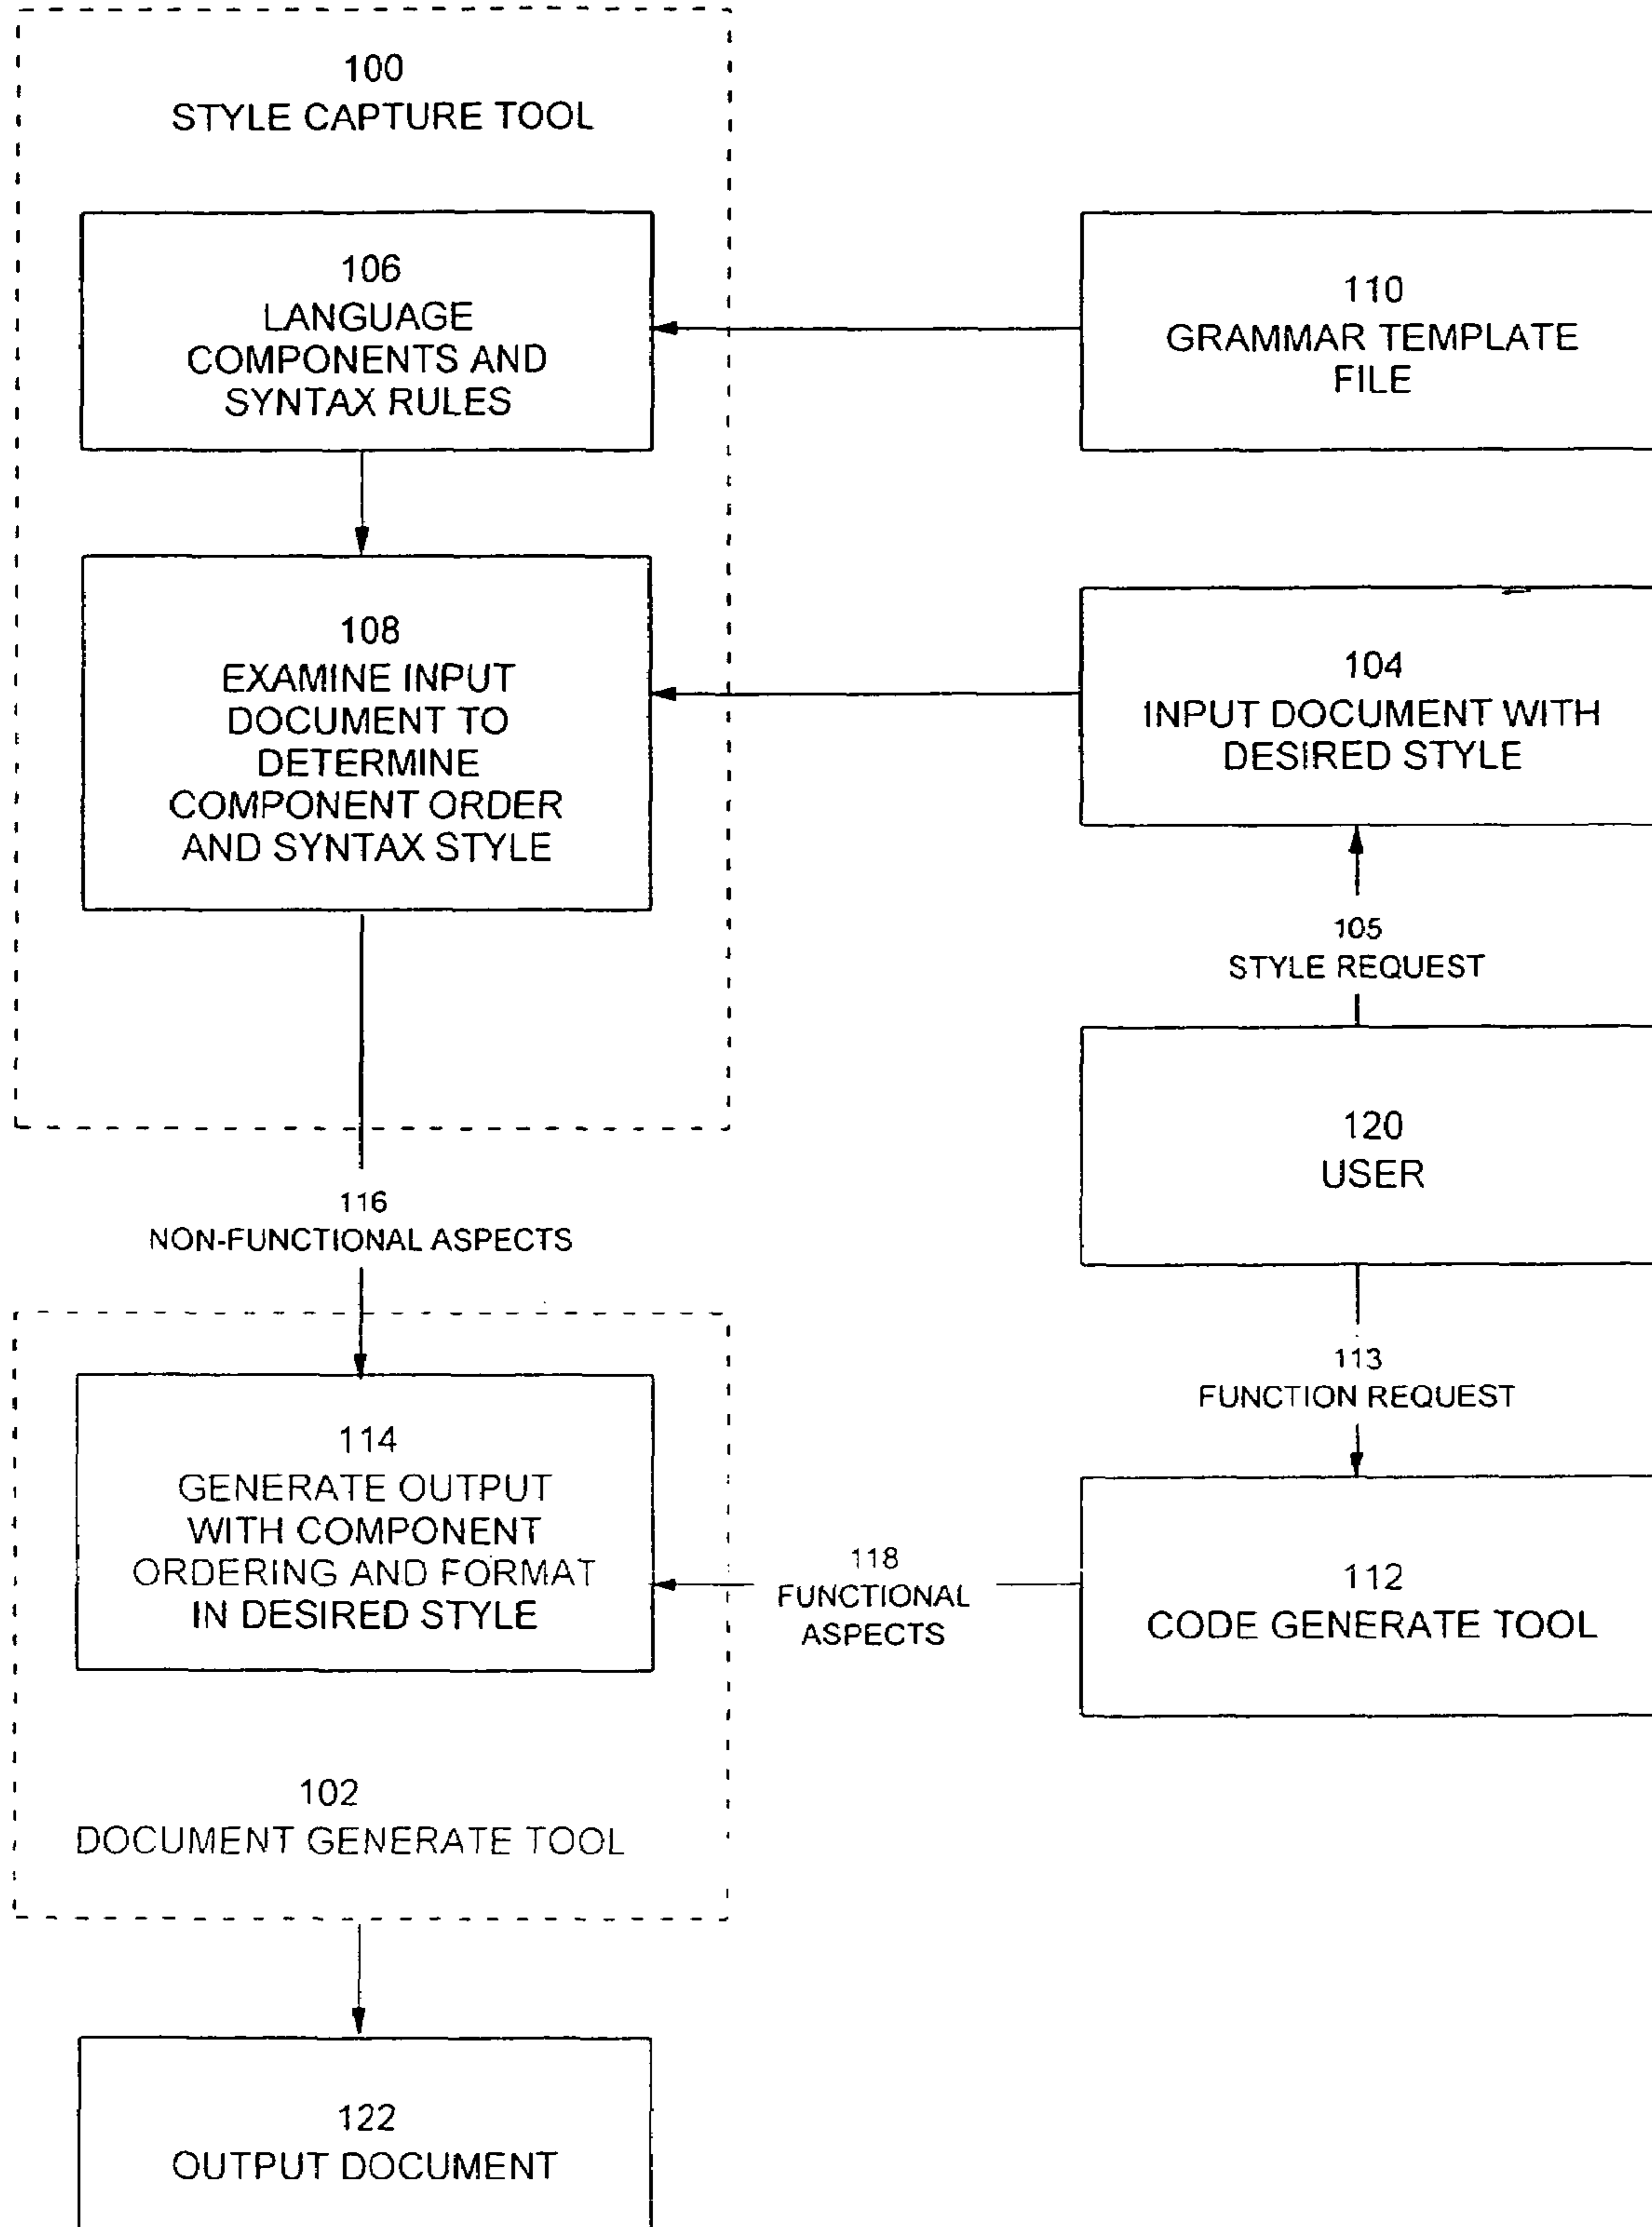 100
STYLE CAPTURE TOOL
106
LANGUAGE
COMPONENTS AND
SYNTAX RULES
110
GRAMMAR TEMPLATE
FILE
108
EXAMINE INPUT
DOCUMENT TO
DETERMINE
COMPONENT ORDER
AND SYNTAX STYLE
104
INPUT DOCUMENT WITH
DESIRED STYLE
105
STYLE REQUEST
120
USER
116
NON-FUNCTIONAL ASPECTS
113
FUNCTION REQUEST
114
GENERATE OUTPUT
WITH COMPONENT
ORDERING AND FORMAT
IN DESIRED STYLE
118
FUNCTIONAL
ASPECTS
112
CODE GENERATE TOOL
102
DOCUMENT GENERATE TOOL
122
OUTPUT DOCUMENT